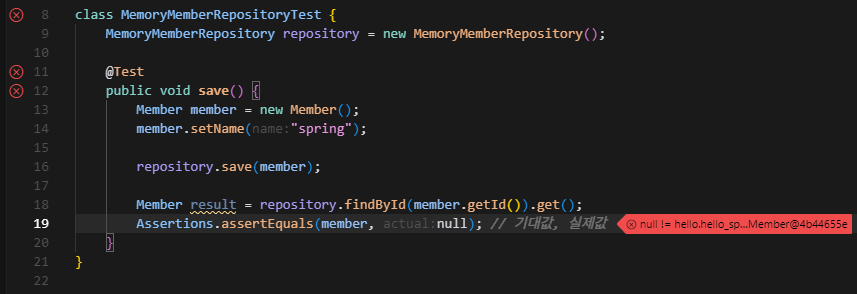 8 class MemoryMemberRepositoryTest {
9 MemoryMemberRepository repository = new MemoryMemberRepository();
10
11 @Test
12 public void save() {
13 Member member = new Member();
14 member.setName(name:"spring");
15
16 repository.save(member);
17
18 Member result = repository.findById(member.getId()).get();
19 Assertions.assertEquals(member, actual:null); // 기대값, 실제값 null != hello.hello_sp...Member@4b44655e
20 }
21 }
22